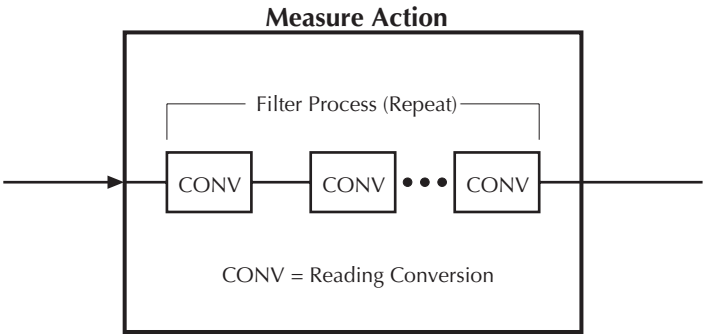 Measure Action
Filter Process (Repeat)
CONV CONV CONV
CONV = Reading Conversion